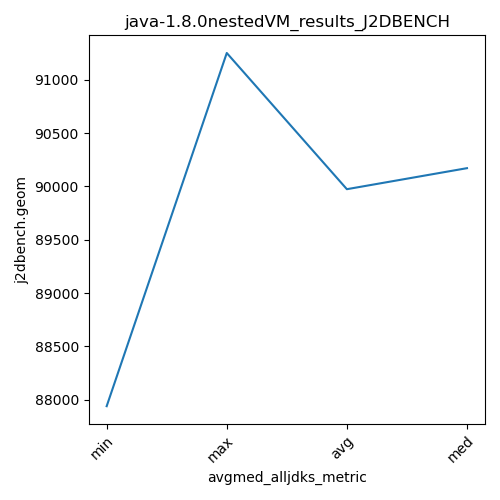 java-1.8.0nestedVM_results_J2DBENCH
j2dbench.geom
91000
90500
90000
89500
89000
88500
88000
min
max
avg
med
avgmed_alljdks_metric